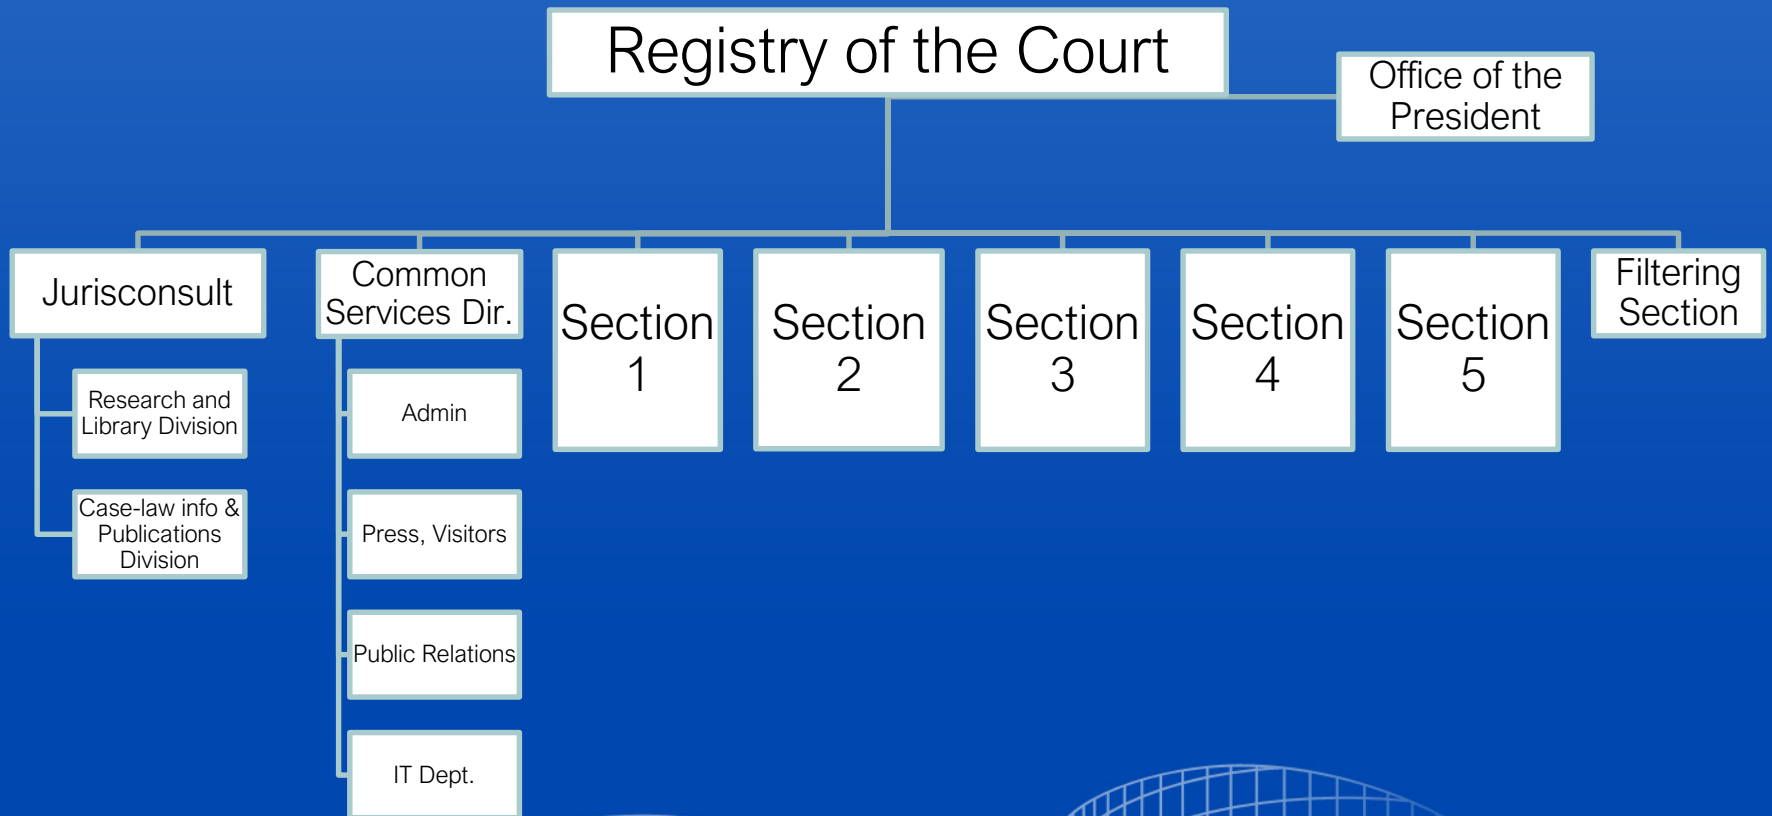 Registry of the Court
Office of the
President
Jurisconsult
Common
Services Dir.
Section
1
Section
2
Section
3
Section
4
Section
5
Filtering
Section
Research and
Library Division
Case-law info &
Publications
Division
Admin
Press, Visitors
Public Relations
IT Dept.